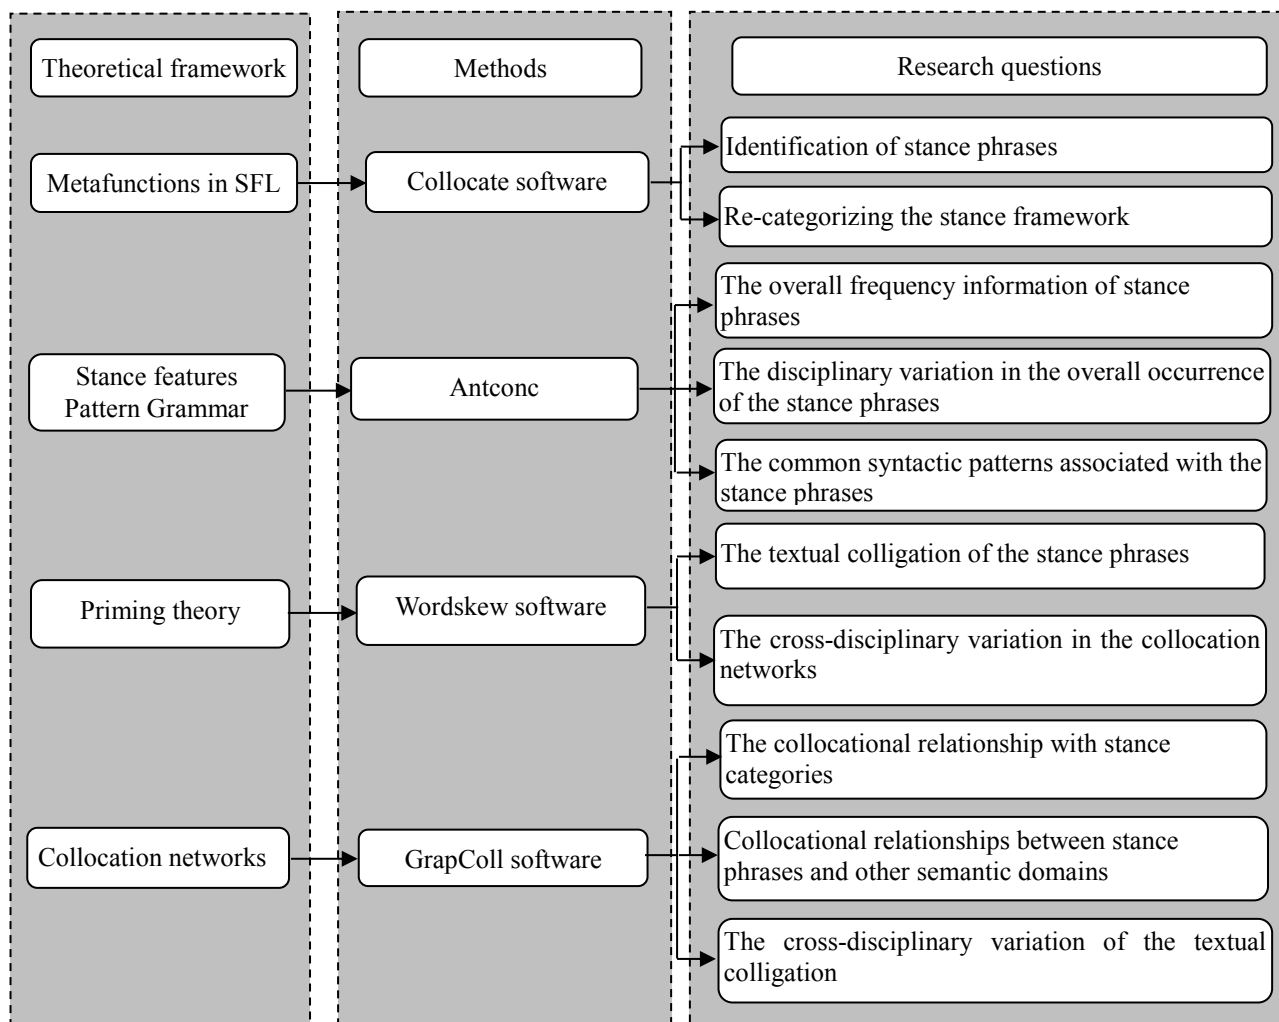 Theoretical framework
Methods
Research questions
Metafunctions in SFL
Collocate software
Identification of stance phrases
Re-categorizing the stance framework
Stance features
Pattern Grammar
Antconc
The overall frequency information of stance
phrases
The disciplinary variation in the overall occurrence
of the stance phrases
The common syntactic patterns associated with the
stance phrases
Priming theory
Wordskew software
The textual colligation of the stance phrases
The cross-disciplinary variation in the collocation
networks
Collocation networks
GrapColl software
The collocational relationship with stance
categories
Collocational relationships between stance
phrases and other semantic domains
The cross-disciplinary variation of the textual
colligation